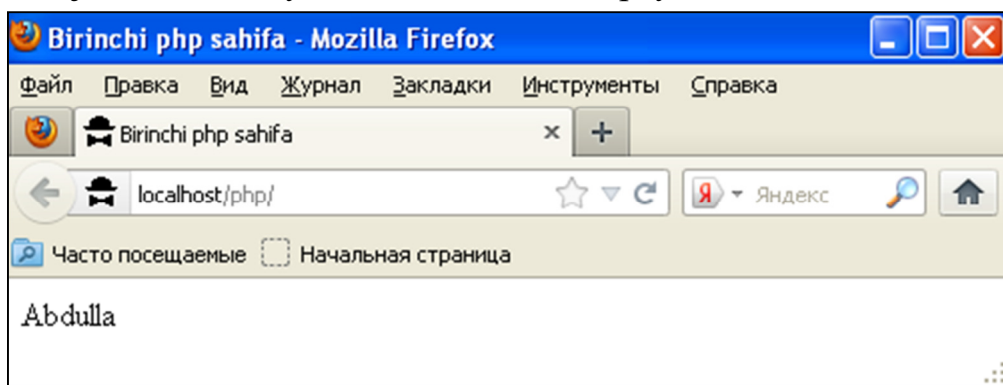 Birinchi php sahifa - Mozilla Firefox
Файл Правка Вид Журнал Закладки Инструменты Справка
Birinchi php sahifa
localhost/php/ Я Яндекс
Часто посещаемые Начальная страница
Abdulla